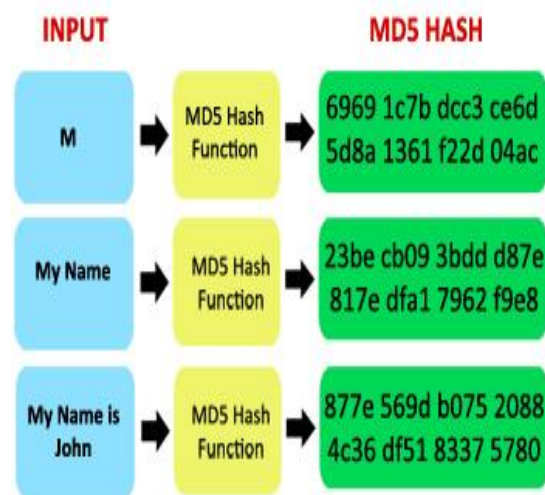 INPUT
MD5 HASH
M
MD5 Hash
Function
6969 1c7b dcc3 ce6d
5d8a 1361 f22d 04ac
My Name
MD5 Hash
Function
23be cb09 3bdd d87e
817e dfa1 7962 f9e8
My Name is
John
MD5 Hash
Function
877e 569d b075 2088
4c36 df51 8337 5780